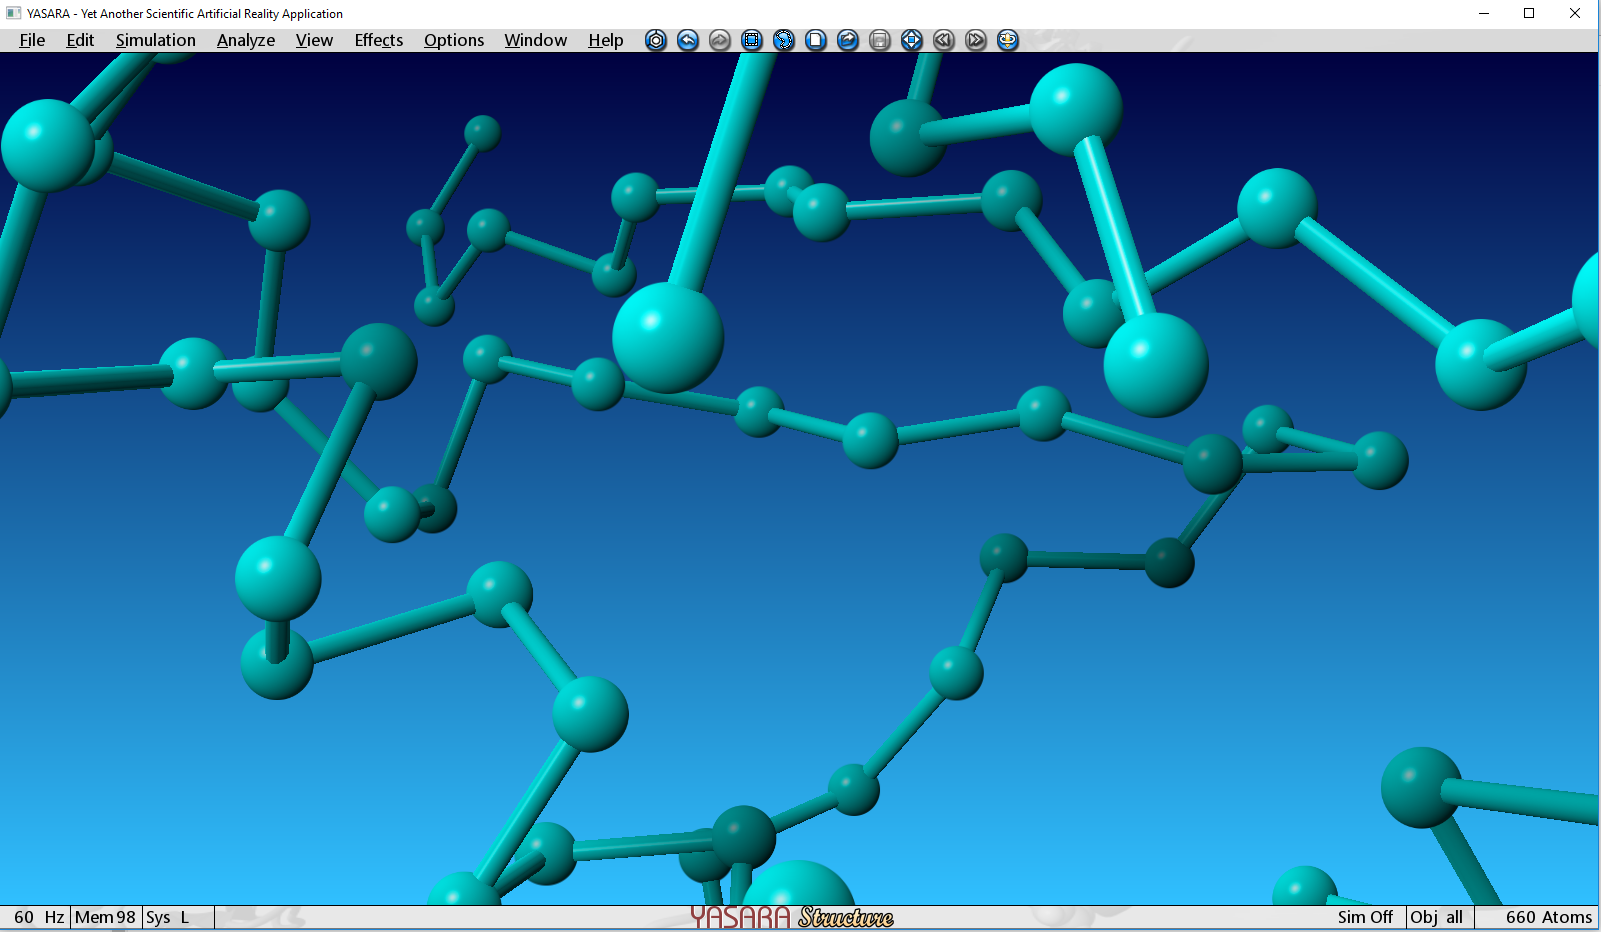 YASARA - Yet Another Scientific Artificial Reality Application
File Edit Simulation Analyze View Effects Options Window Help
60 Hz Mem 98 Sys L YASARA Structure Sim Off Obj all 660 Atoms